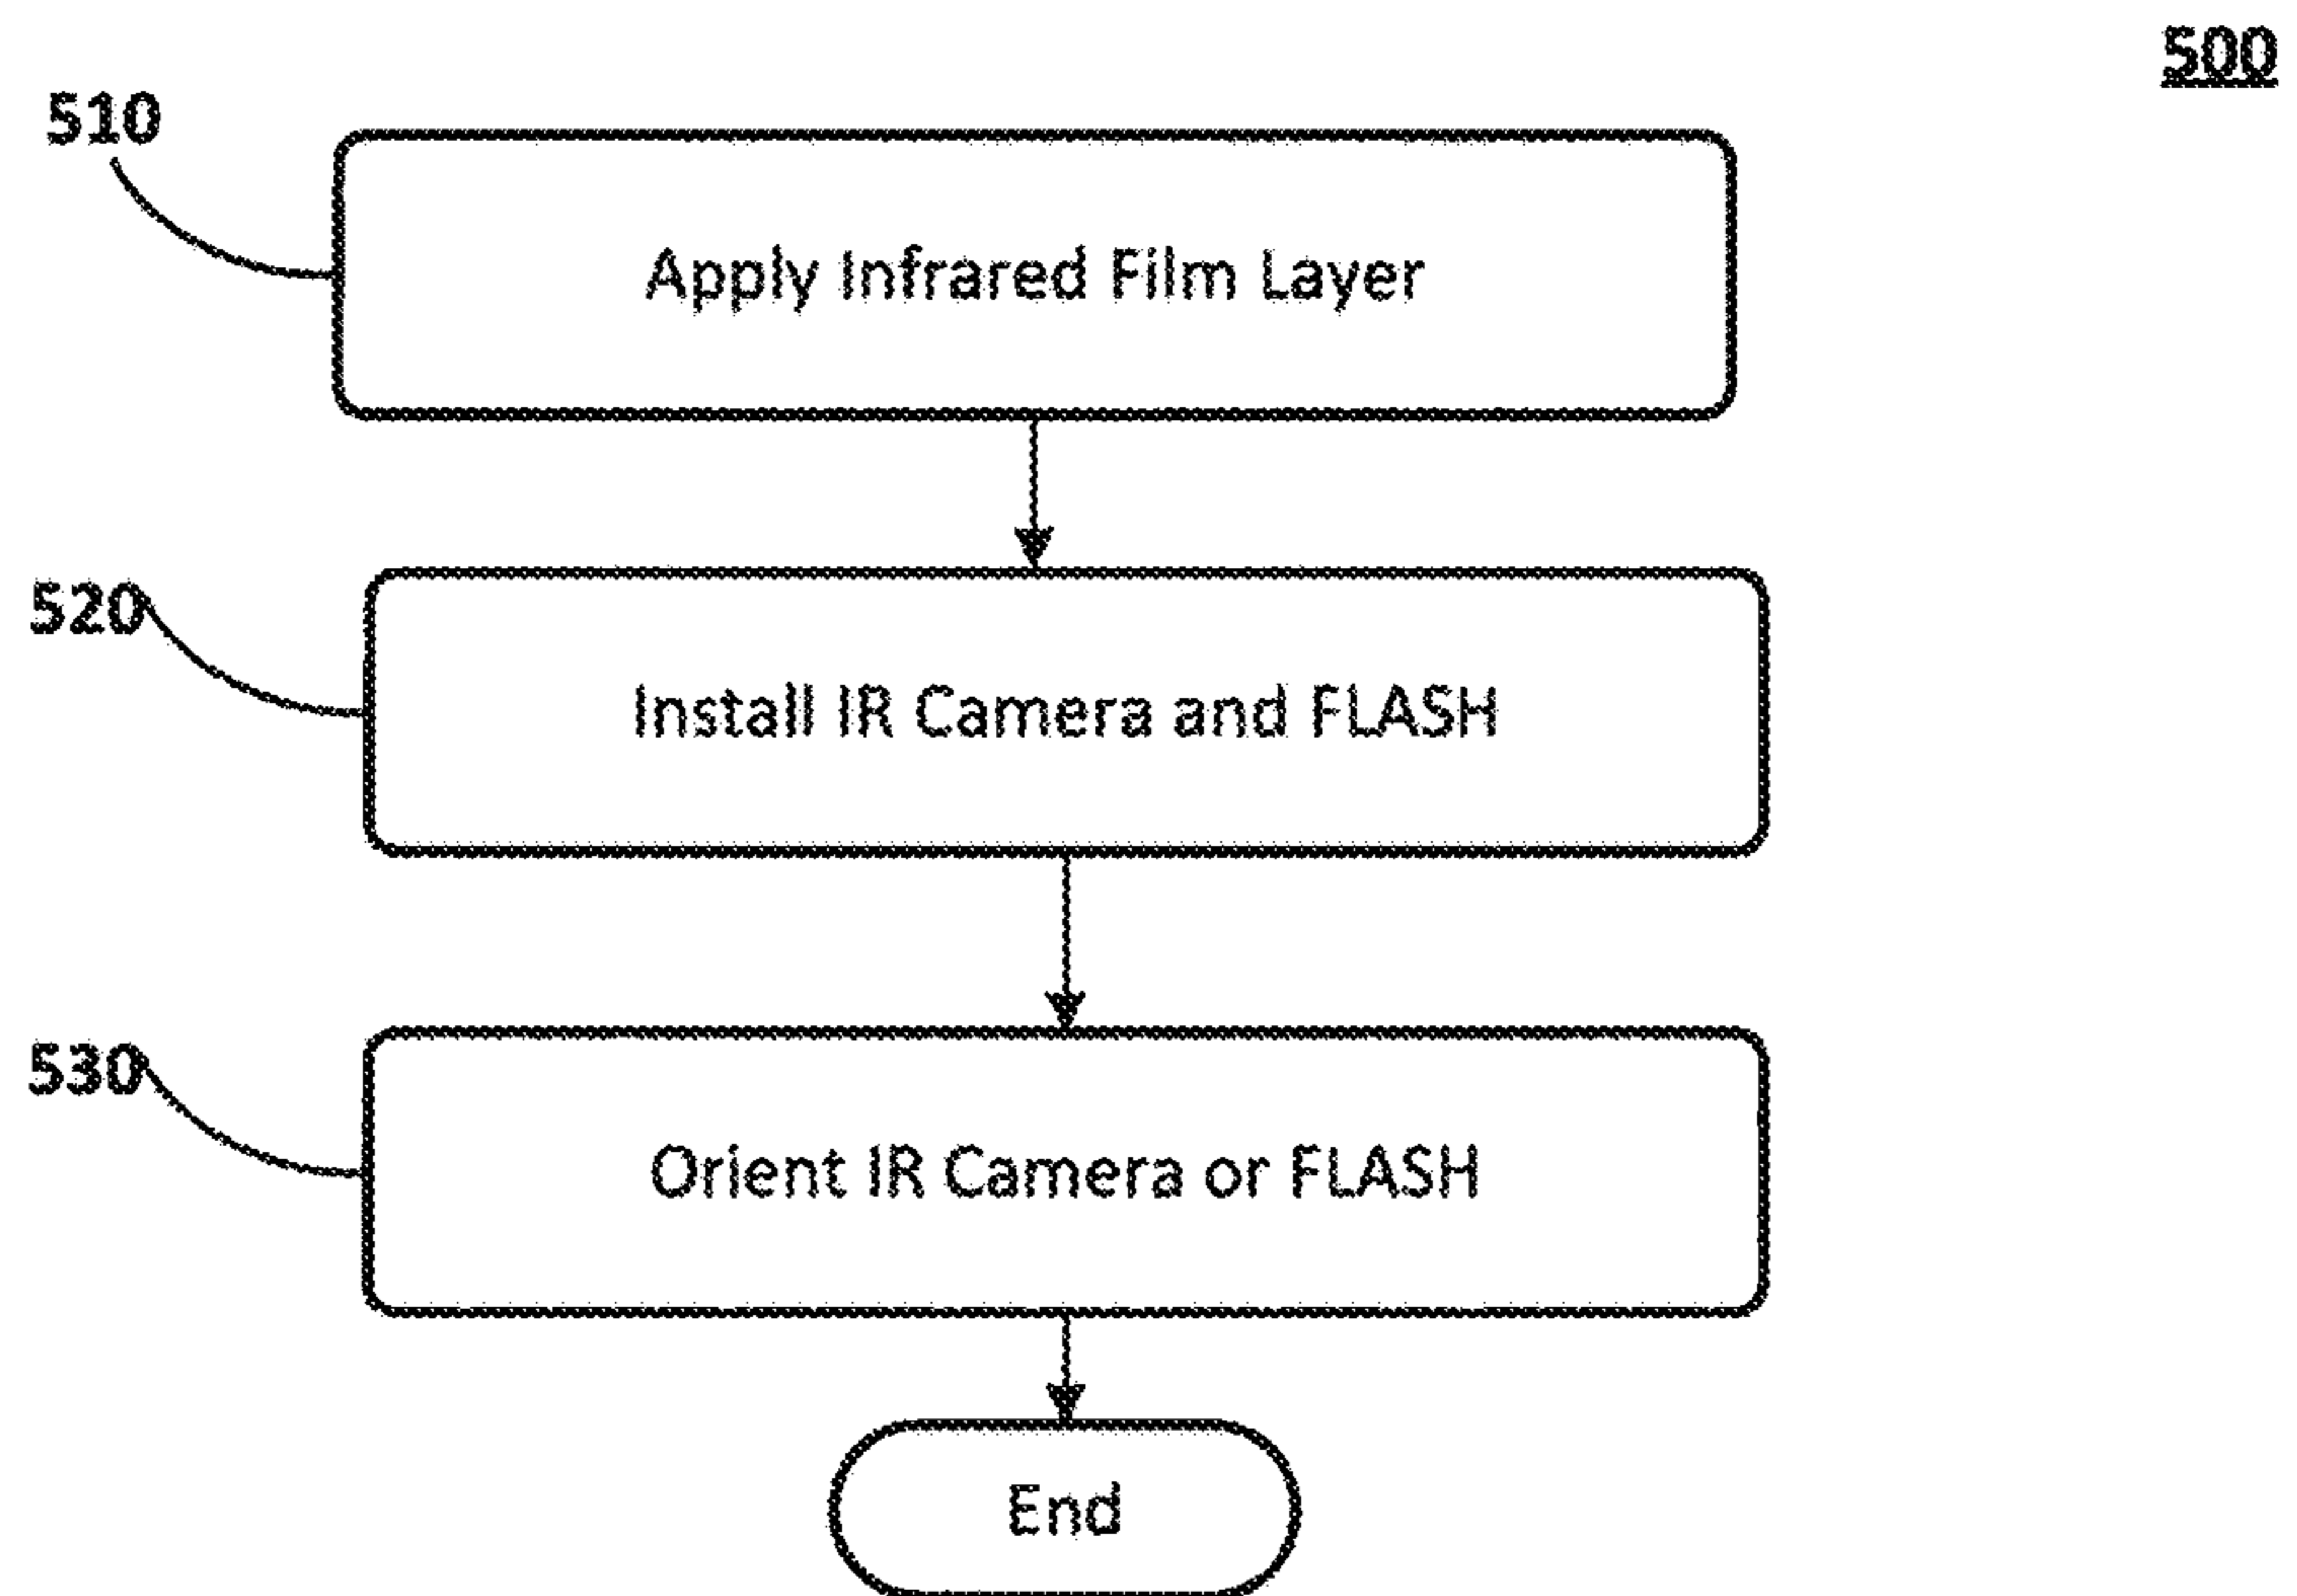 500
510
Apply Infrared Film Layer
520
Install IR Camera and FLASH
530
Orient IR Camera or FLASH
End